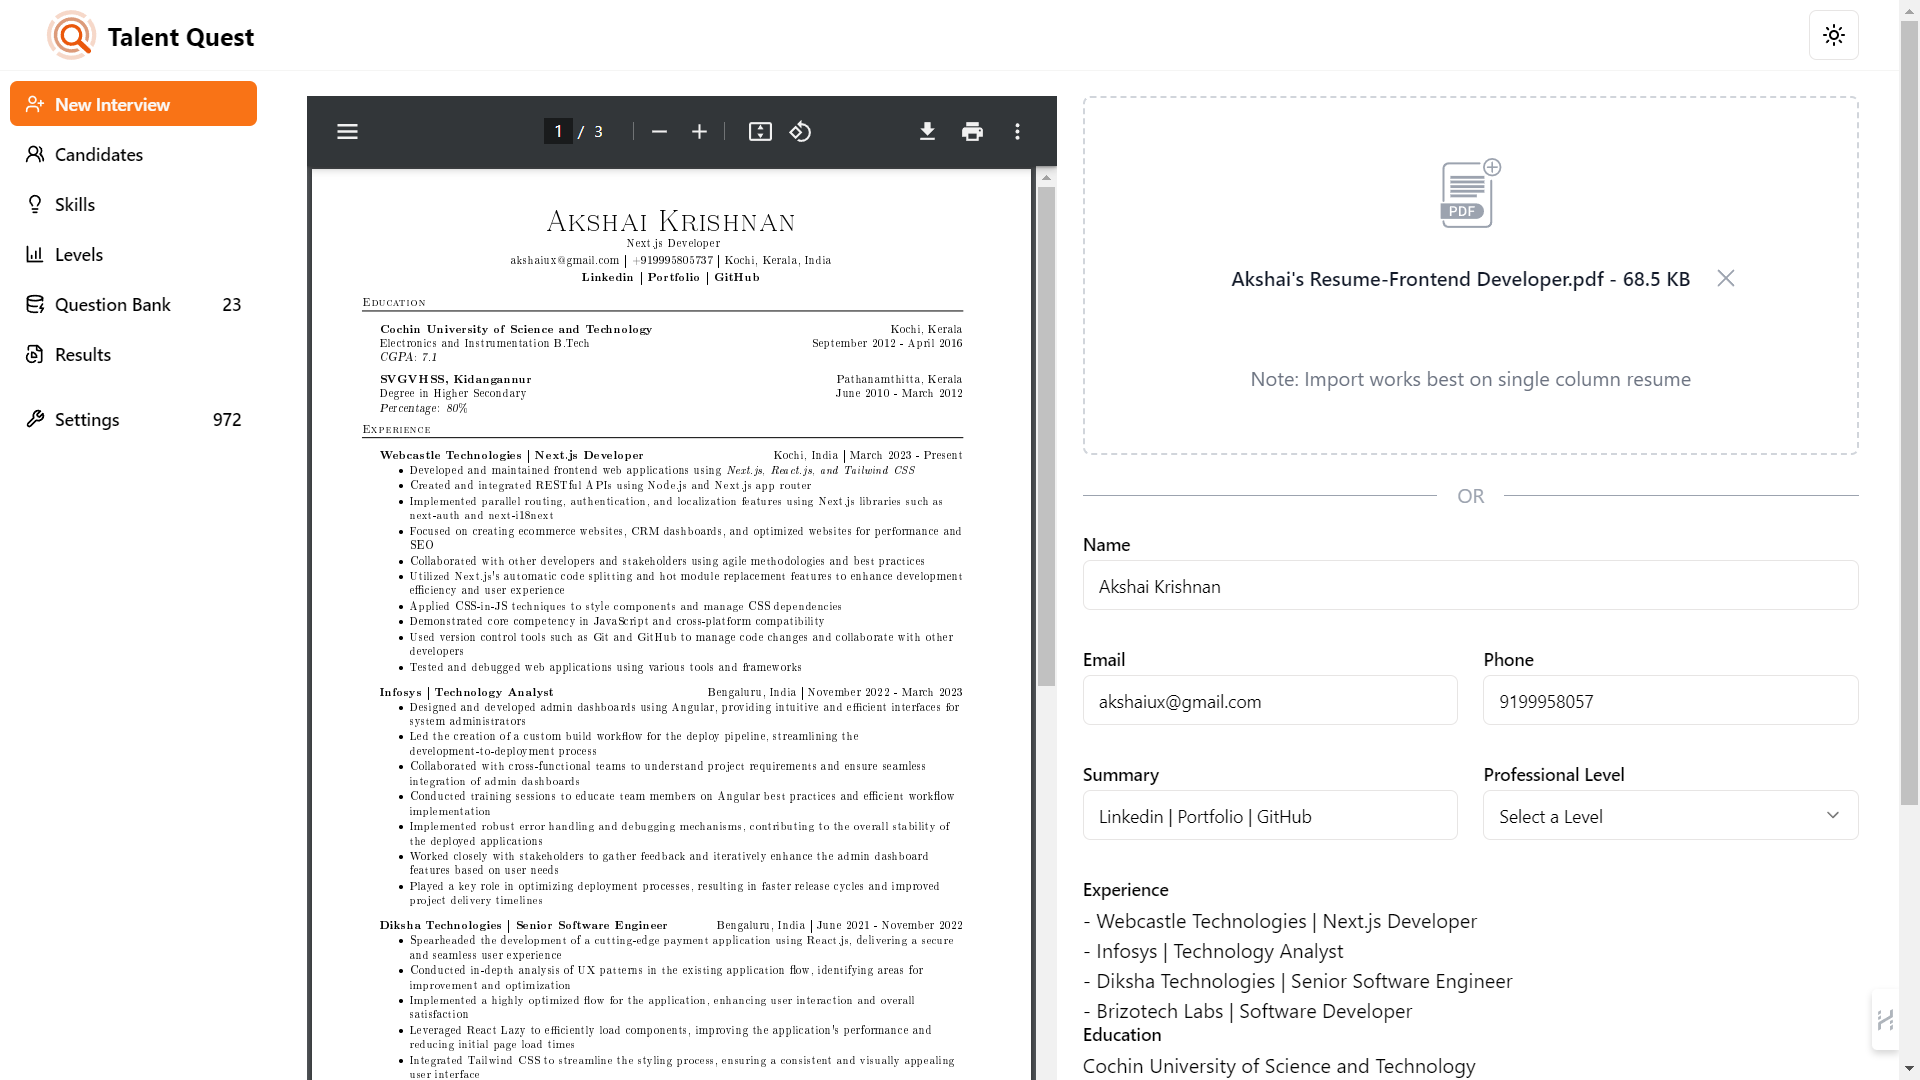 Talent Quest
New Interview
Candidates
Skills
Levels
Question Bank 23
Results
Settings 972
1 / 3
Akshai Krishnan
Next.js Developer
akshaiux@gmail.com | +919995805737 | Kochi, Kerala, India
Linkedin | Portfolio | GitHub
Education
Cochin University of Science and Technology Kochi, Kerala
Electronics and Instrumentation B.Tech September 2012 - April 2016
CGPA: 7.1
SVGVHSS, Kidangannur Pathanamthitta, Kerala
Degree in Higher Secondary June 2010 - March 2012
Percentage: 80%
Experience
Webcastle Technologies | Next.js Developer Kochi, India | March 2023 - Present
• Developed and maintained frontend web applications using Next.js, React.js, and Tailwind CSS
• Created and integrated RESTful APIs using Node.js and Next.js app router
• Implemented parallel routing, authentication, and localization features using Next.js libraries such as
next-auth and next-i18next
• Focused on creating ecommerce websites, CRM dashboards, and optimized websites for performance and
SEO
• Collaborated with other developers and stakeholders using agile methodologies and best practices
• Utilized Next.js's automatic code splitting and hot module replacement features to enhance development
efficiency and user experience
• Applied CSS-in-JS techniques to style components and manage CSS dependencies
• Demonstrated core competency in JavaScript and cross-platform compatibility
• Used version control tools such as Git and GitHub to manage code changes and collaborate with other
developers
• Tested and debugged web applications using various tools and frameworks
Infosys | Technology Analyst Bengaluru, India | November 2022 - March 2023
• Designed and developed admin dashboards using Angular, providing intuitive and efficient interfaces for
system administrators
• Led the creation of a custom build workflow for the deploy pipeline, streamlining the
development-to-deployment process
• Collaborated with cross-functional teams to understand project requirements and ensure seamless
integration of admin dashboards
• Conducted training sessions to educate team members on Angular best practices and efficient workflow
implementation
• Implemented robust error handling and debugging mechanisms, contributing to the overall stability of
the deployed applications
• Worked closely with stakeholders to gather feedback and iteratively enhance the admin dashboard
features based on user needs
• Played a key role in optimizing deployment processes, resulting in faster release cycles and improved
project delivery timelines
Diksha Technologies | Senior Software Engineer Bengaluru, India | June 2021 - November 2022
• Spearheaded the development of a cutting-edge payment application using React.js, delivering a secure
and seamless user experience
• Conducted in-depth analysis of UX patterns in the existing application flow, identifying areas for
improvement and optimization
• Implemented a highly optimized flow for the application, enhancing user interaction and overall
satisfaction
• Leveraged React Lazy to efficiently load components, improving the application's performance and
reducing initial page load times
• Integrated Tailwind CSS to streamline the styling process, ensuring a consistent and visually appealing
user interface
PDF
Akshai's Resume-Frontend Developer.pdf - 68.5 KB
Note: Import works best on single column resume
OR
Name
Akshai Krishnan
Email
akshaiux@gmail.com
Phone
9199958057
Summary
Linkedin | Portfolio | GitHub
Professional Level
Select a Level
Experience
- Webcastle Technologies | Next.js Developer
- Infosys | Technology Analyst
- Diksha Technologies | Senior Software Engineer
- Brizotech Labs | Software Developer
Education
Cochin University of Science and Technology